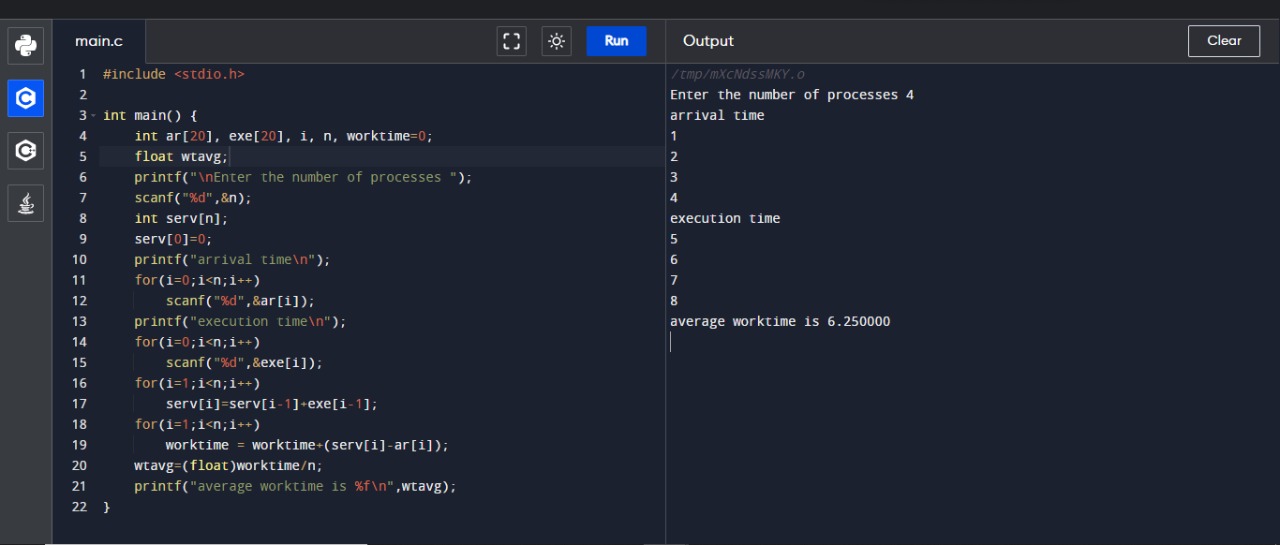 main.c
Run
Output
Clear
1 #include <stdio.h>
2
3 int main() {
4 int ar[20], exe[20], i, n, worktime=0;
5 float wtavg;
6 printf("\nEnter the number of processes ");
7 scanf("%d",&n);
8 int serv[n];
9 serv[0]=0;
10 printf("arrival time\n");
11 for(i=0;i<n;i++)
12 scanf("%d",&ar[i]);
13 printf("execution time\n");
14 for(i=0;i<n;i++)
15 scanf("%d",&exe[i]);
16 for(i=1;i<n;i++)
17 serv[i]=serv[i-1]+exe[i-1];
18 for(i=1;i<n;i++)
19 worktime = worktime+(serv[i]-ar[i]);
20 wtavg=(float)worktime/n;
21 printf("average worktime is %f\n",wtavg);
22 }
/tmp/mXcNdssMKY.o
Enter the number of processes 4
arrival time
1
2
3
4
execution time
5
6
7
8
average worktime is 6.250000